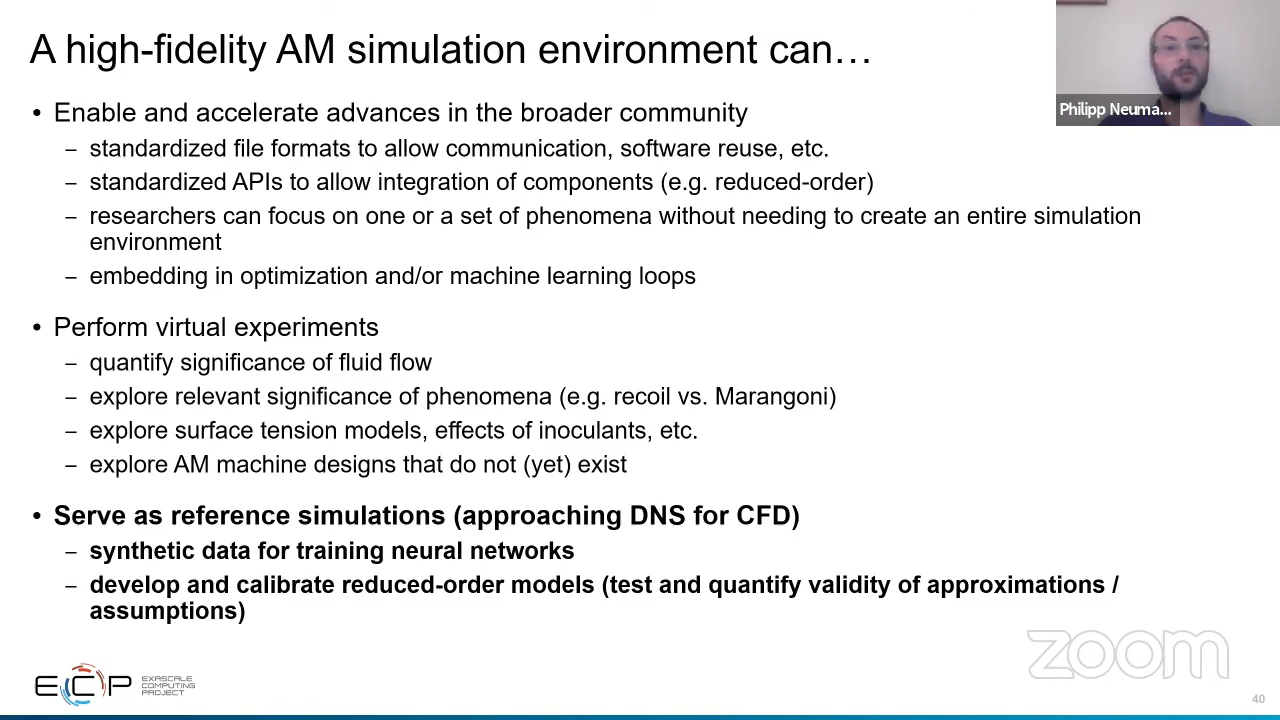 A high-fidelity AM simulation environment can…
Philipp Neuma...
• Enable and accelerate advances in the broader community
– standardized file formats to allow communication, software reuse, etc.
– standardized APIs to allow integration of components (e.g. reduced-order)
– researchers can focus on one or a set of phenomena without needing to create an entire simulation
environment
– embedding in optimization and/or machine learning loops
• Perform virtual experiments
– quantify significance of fluid flow
– explore relevant significance of phenomena (e.g. recoil vs. Marangoni)
– explore surface tension models, effects of inoculants, etc.
– explore AM machine designs that do not (yet) exist
• Serve as reference simulations (approaching DNS for CFD)
– synthetic data for training neural networks
– develop and calibrate reduced-order models (test and quantify validity of approximations /
assumptions)
zoom
ECP
EXASCALE
COMPUTING
PROJECT
40